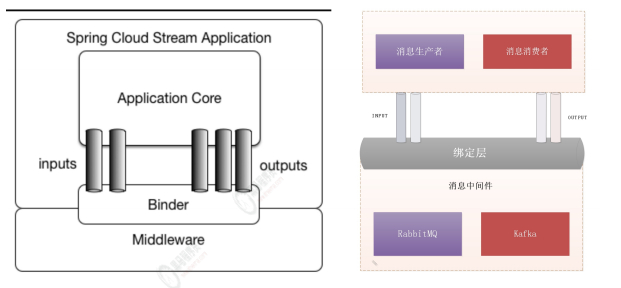 Spring Cloud Stream Application
Application Core
inputs
outputs
Binder
Middleware
消息生产者
消息消费者
INPUT
OUTPUT
绑定层
消息中间件
RabbitMQ
Kafka